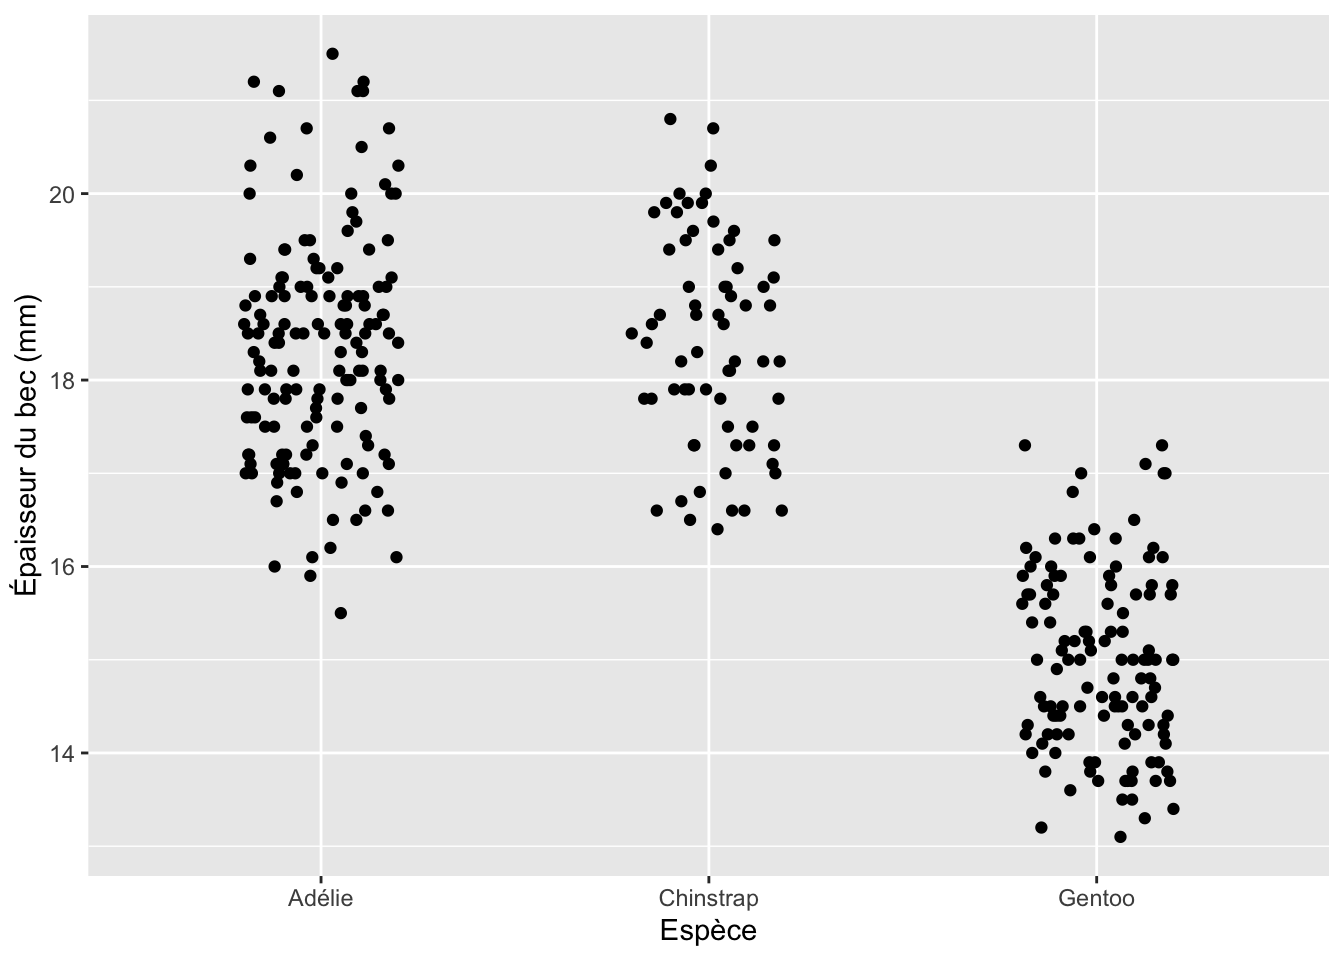 Épaisseur du bec (mm)
20
18
16
14
Adélie
Chinstrap
Gentoo
Espèce